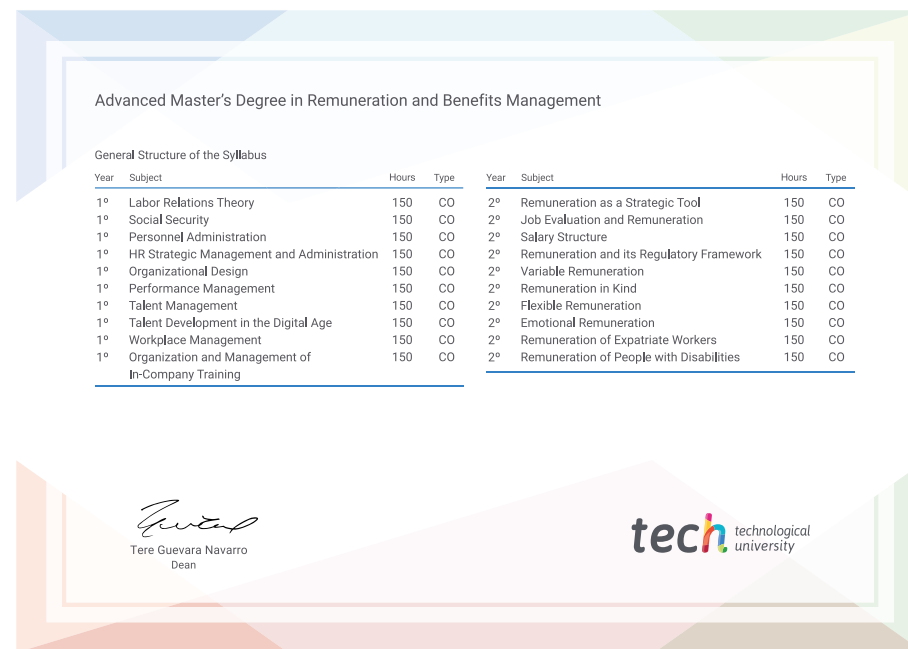 Advanced Master's Degree in Remuneration and Benefits Management
General Structure of the Syllabus
Year Subject Hours Type
1º Labor Relations Theory 150 CO
1º Social Security 150 CO
1º Personnel Administration 150 CO
1º HR Strategic Management and Administration 150 CO
1º Organizational Design 150 CO
1º Performance Management 150 CO
1º Talent Management 150 CO
1º Talent Development in the Digital Age 150 CO
1º Workplace Management 150 CO
1º Organization and Management of 150 CO
In-Company Training
Year Subject Hours Type
2º Remuneration as a Strategic Tool 150 CO
2º Job Evaluation and Remuneration 150 CO
2º Salary Structure 150 CO
2º Remuneration and its Regulatory Framework 150 CO
2º Variable Remuneration 150 CO
2º Remuneration in Kind 150 CO
2º Flexible Remuneration 150 CO
2º Emotional Remuneration 150 CO
2º Remuneration of Expatriate Workers 150 CO
2º Remuneration of People with Disabilities 150 CO
Tere Guevara Navarro
Dean
tech technological
university